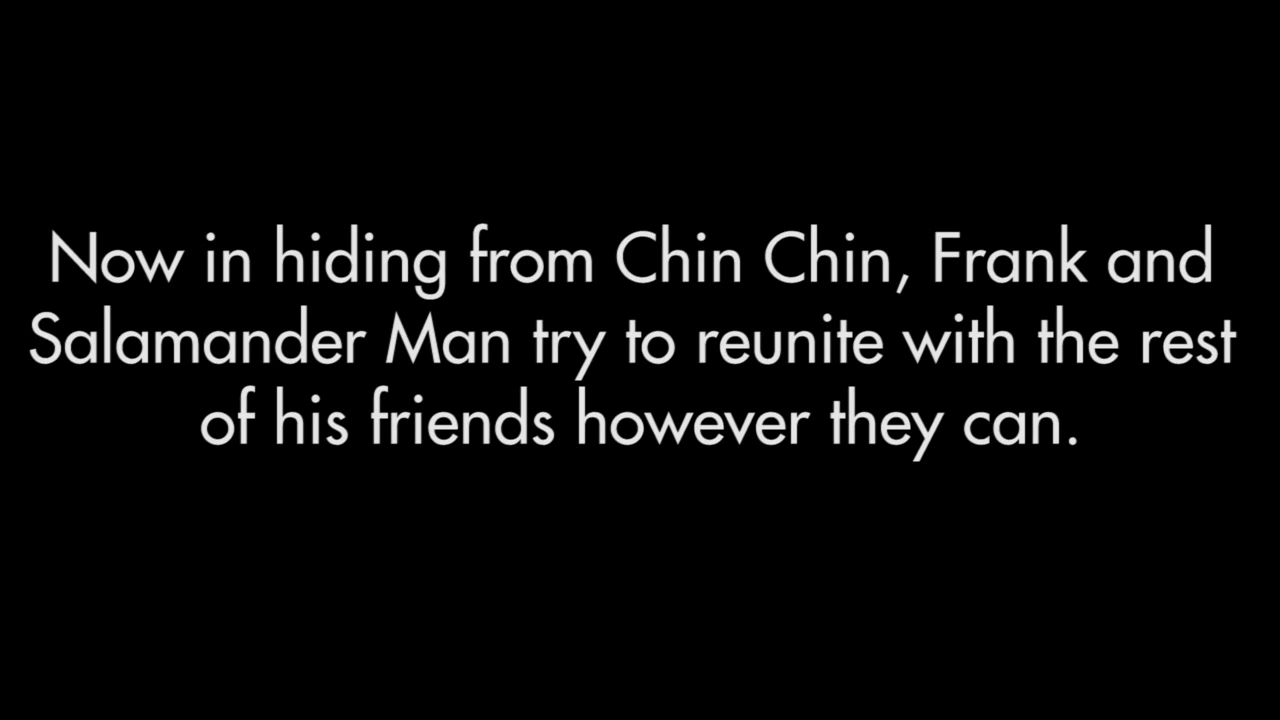 Now in hiding from Chin Chin, Frank and
Salamander Man try to reunite with the rest
of his friends however they can.